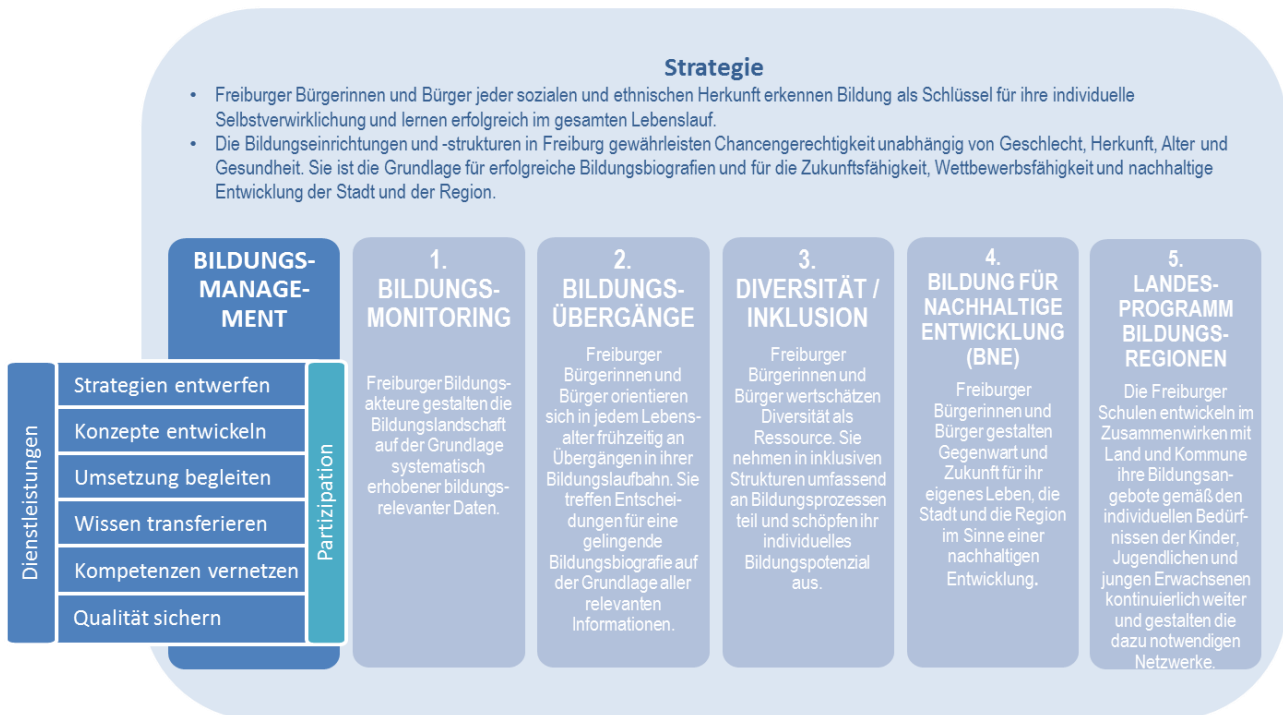 Strategie
• Freiburger Bürgerinnen und Bürger jeder sozialen und ethnischen Herkunft erkennen Bildung als Schlüssel für ihre individuelle
Selbstverwirklichung und lernen erfolgreich im gesamten Lebenslauf.
• Die Bildungseinrichtungen und -strukturen in Freiburg gewährleisten Chancengerechtigkeit unabhängig von Geschlecht, Herkunft, Alter und
Gesundheit. Sie ist die Grundlage für erfolgreiche Bildungsbiografien und für die Zukunftsfähigkeit, Wettbewerbsfähigkeit und nachhaltige
Entwicklung der Stadt und der Region.
BILDUNGS-
MANAGE-
MENT
Dienstleistungen
Strategien entwerfen
Konzepte entwickeln
Umsetzung begleiten
Wissen transferieren
Kompetenzen vernetzen
Qualität sichern
Partizipation
1.
BILDUNGS-
MONITORING
Freiburger Bildungs-
akteure gestalten die
Bildungslandschaft
auf der Grundlage
systematisch
erhobener bildungs-
relevanter Daten.
2.
BILDUNGS-
ÜBERGÄNGE
Freiburger
Bürgerinnen und
Bürger orientieren
sich in jedem Lebens-
alter frühzeitig an
Übergängen in ihrer
Bildungslaufbahn. Sie
treffen Entschei-
dungen für eine
gelingende
Bildungsbiografie auf
der Grundlage aller
relevanten
Informationen.
3.
DIVERSITÄT /
INKLUSION
Freiburger
Bürgerinnen und
Bürger wertschätzen
Diversität als
Ressource. Sie
nehmen in inklusiven
Strukturen umfassend
an Bildungsprozessen
teil und schöpfen ihr
individuelles
Bildungspotenzial
aus.
4.
BILDUNG FÜR
NACHHALTIGE
ENTWICKLUNG
(BNE)
Freiburger
Bürgerinnen und
Bürger gestalten
Gegenwart und
Zukunft für ihr
eigenes Leben, die
Stadt und die Region
im Sinne einer
nachhaltigen
Entwicklung.
5.
LANDES-
PROGRAMM
BILDUNGS-
REGIONEN
Die Freiburger
Schulen entwickeln im
Zusammenwirken mit
Land und Kommune
ihre Bildungsan-
gebote gemäß den
individuellen Bedürf-
nissen der Kinder,
Jugendlichen und
jungen Erwachsenen
kontinuierlich weiter
und gestalten die
dazu notwendigen
Netzwerke.